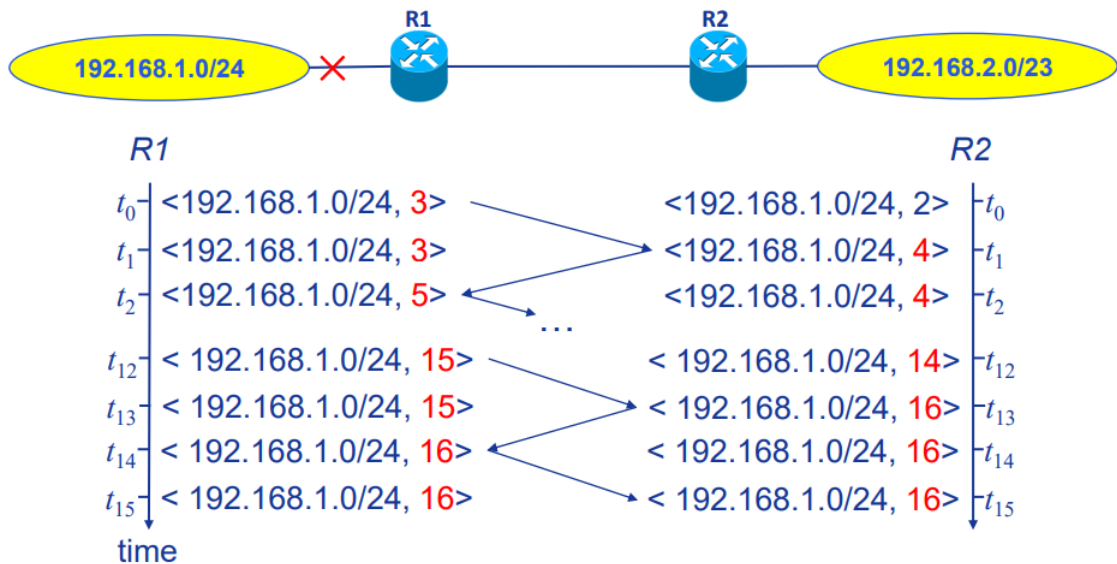 R1 R2
192.168.1.0/24 192.168.2.0/23
R1 R2
t0 <192.168.1.0/24, 3> <192.168.1.0/24, 2> t0
t1 <192.168.1.0/24, 3> <192.168.1.0/24, 4> t1
t2 <192.168.1.0/24, 5> <192.168.1.0/24, 4> t2
...
t12 < 192.168.1.0/24, 15> < 192.168.1.0/24, 14> t12
t13 < 192.168.1.0/24, 15> < 192.168.1.0/24, 16> t13
t14 < 192.168.1.0/24, 16> < 192.168.1.0/24, 16> t14
t15 < 192.168.1.0/24, 16> < 192.168.1.0/24, 16> t15
time